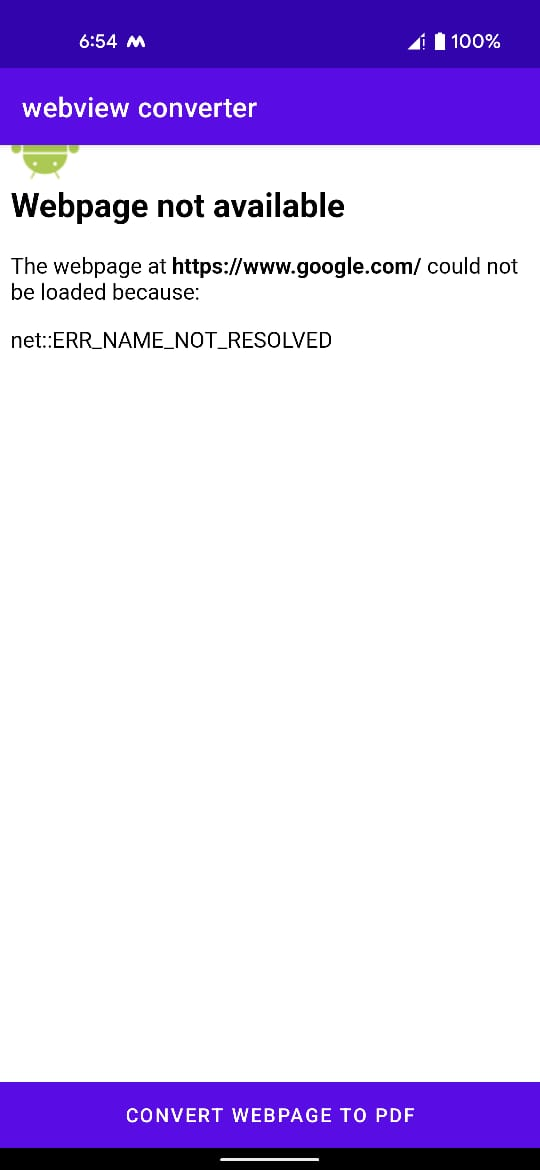 6:54
100%
webview converter
Webpage not available
The webpage at https://www.google.com/ could not
be loaded because:
net::ERR_NAME_NOT_RESOLVED
CONVERT WEBPAGE TO PDF